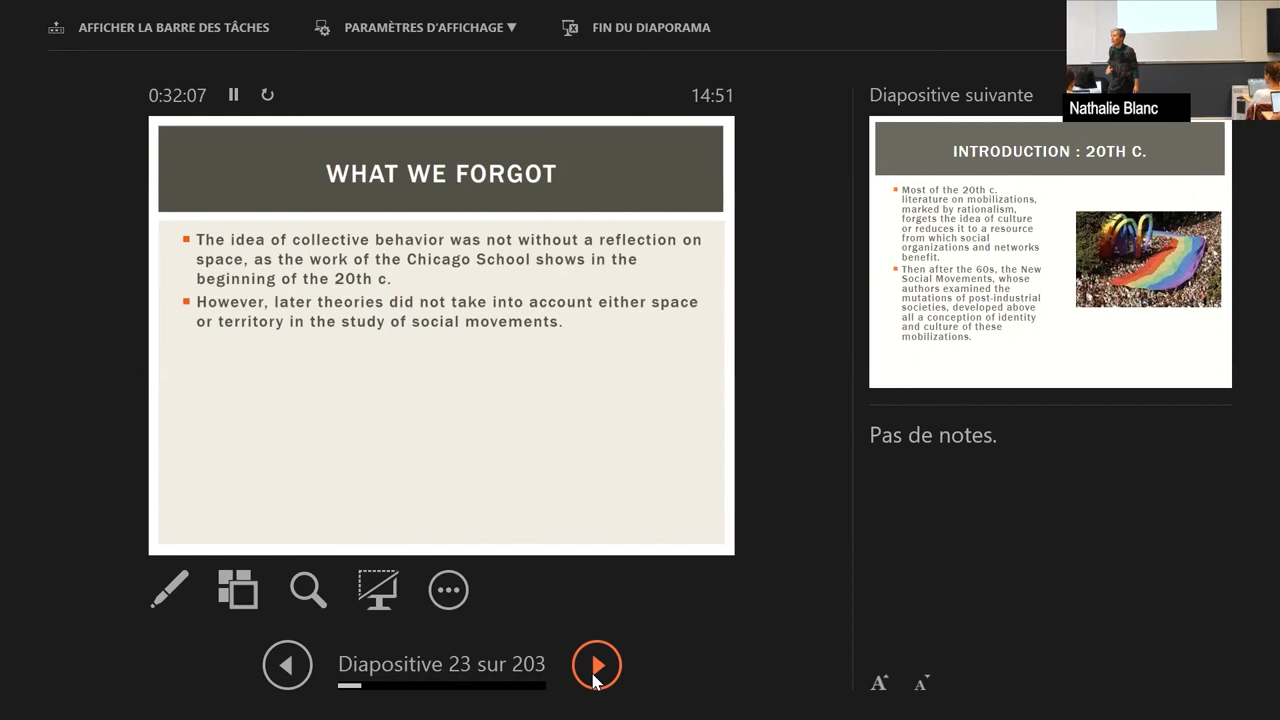 AFFICHER LA BARRE DES TÂCHES
PARAMÈTRES D'AFFICHAGE ▼
FIN DU DIAPORAMA
Nathalie Blanc
0:32:07
14:51
WHAT WE FORGOT
The idea of collective behavior was not without a reflection on
space, as the work of the Chicago School shows in the
beginning of the 20th c.
However, later theories did not take into account either space
or territory in the study of social movements.
Diapositive 23 sur 203
Diapositive suivante
INTRODUCTION : 20TH C.
Most of the 20th c.
literature on mobilizations,
marked by rationalism,
forgets the idea of culture
or reduces it to a resource
from which social
organizations and networks
benefit.
Then after the 60s, the New
Social Movements, whose
authors examined the
mutations of post-industrial
societies, developed above
all a conception of identity
and culture of these
mobilizations.
Pas de notes.
A A